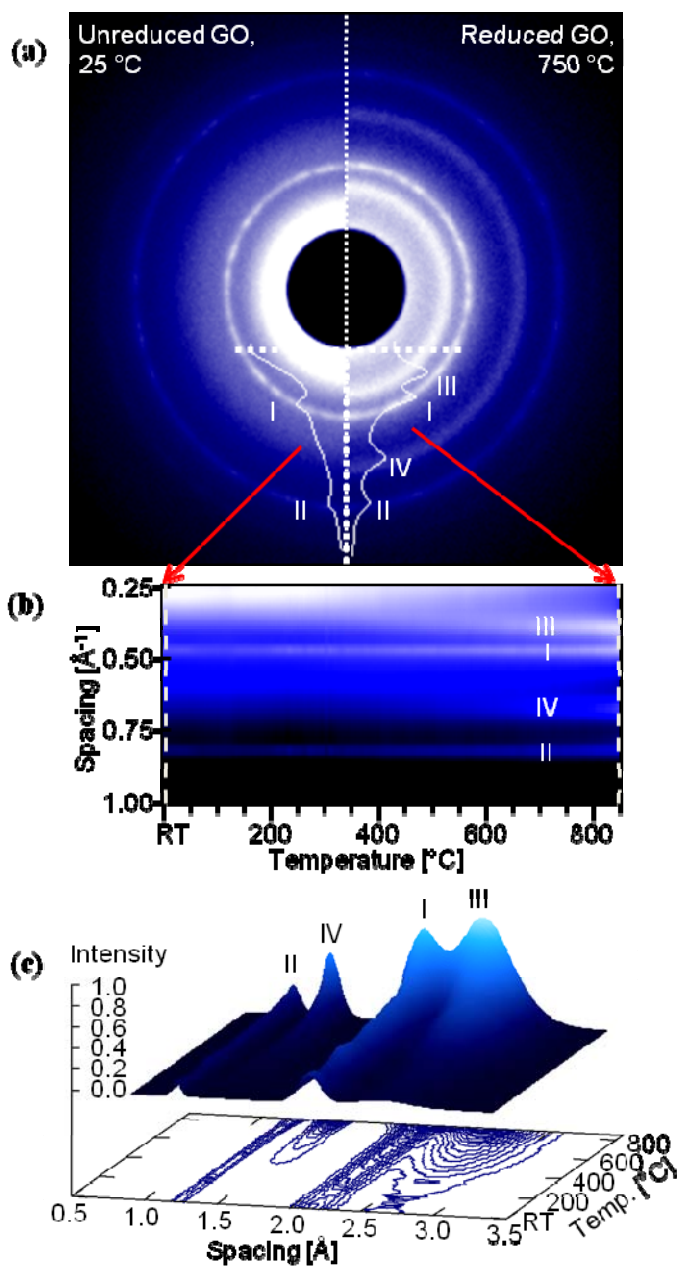 (a)
Unreduced GO,
25 °C
Reduced GO,
750 °C
III
I
I
IV
II
II
(b)
0.25
0.50
0.75
1.00
Spacing [Å-1]
III
I
IV
II
RT
200
400
600
800
Temperature [°C]
(c)
Intensity
1.0
0.8
0.6
0.4
0.2
0.0
II
IV
I
III
0.5
1.0
1.5
2.0
2.5
3.0
3.5
Spacing [Å]
RT
200
400
600
800
Temp. [°C]